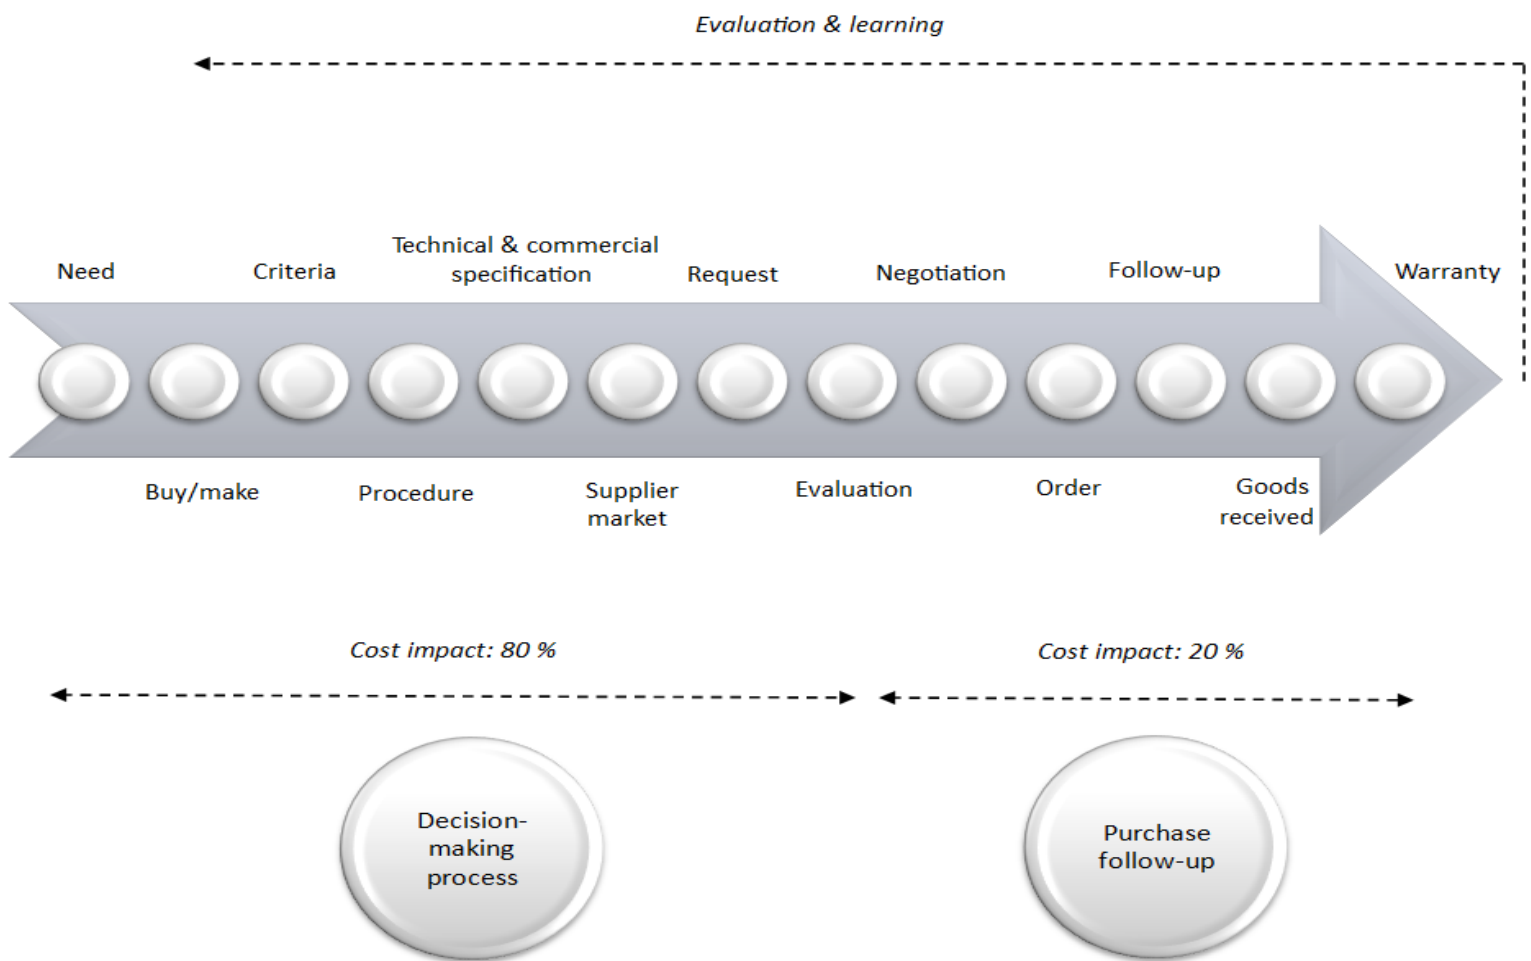 Evaluation & learning
Need
Criteria
Technical & commercial
specification
Request
Negotiation
Follow-up
Warranty
Buy/make
Procedure
Supplier
market
Evaluation
Order
Goods
received
Cost impact: 80 %
Cost impact: 20 %
Decision-
making
process
Purchase
follow-up